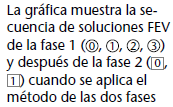 La gráfica muestra la se-
cuencia de soluciones FEV
de la fase 1 (⓪, ①, ②, ③)
y después de la fase 2 (0,
1) cuando se aplica el
método de las dos fases